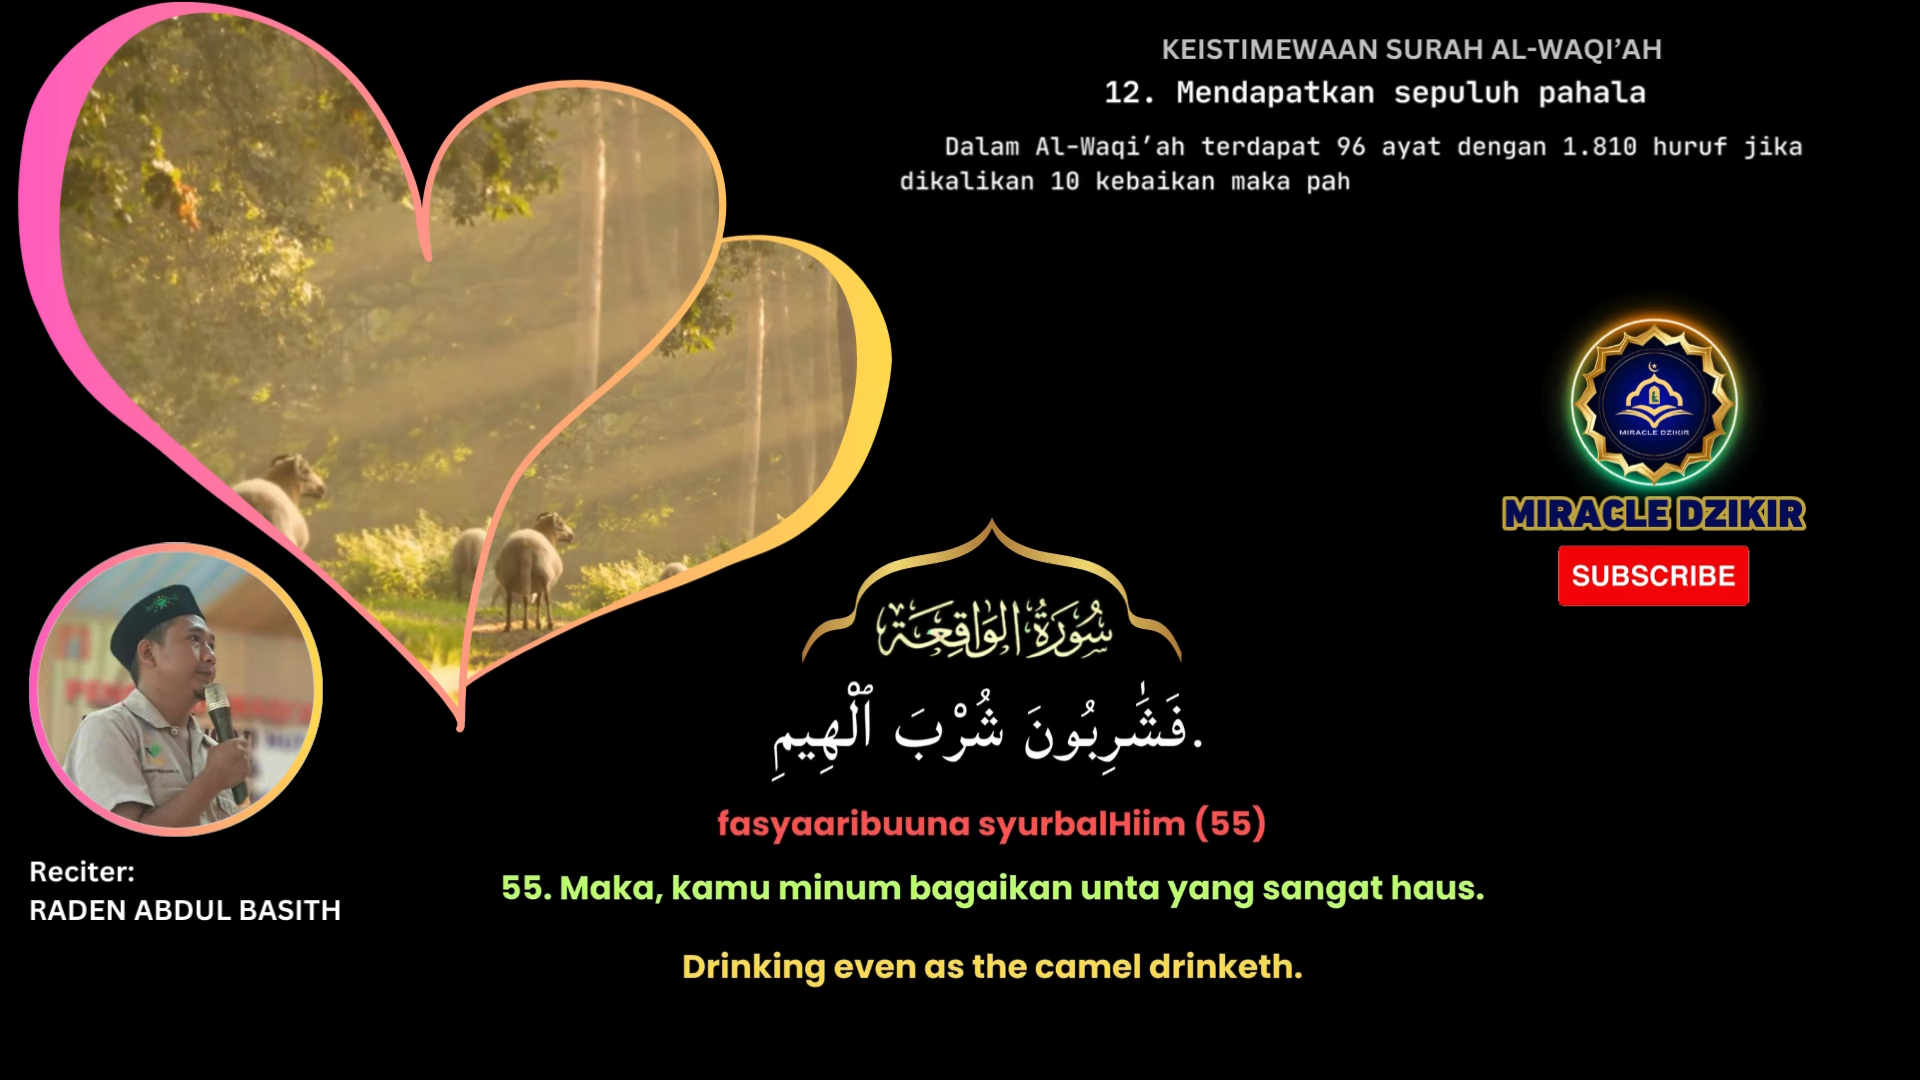 KEISTIMEWAAN SURAH AL-WAQI’AH
12. Mendapatkan sepuluh pahala
Dalam Al-Waqi’ah terdapat 96 ayat dengan 1.810 huruf jika
dikalikan 10 kebaikan maka pah
MIRACLE DZIKIR
MIRACLE DZIKIR
SUBSCRIBE
سُورَةُ الوَاقِعَة
فَشَٰرِبُونَ شُرْبَ ٱلْهِيمِ.
fasyaaribuuna syurbalHiim (55)
55. Maka, kamu minum bagaikan unta yang sangat haus.
Drinking even as the camel drinketh.
Reciter:
RADEN ABDUL BASITH